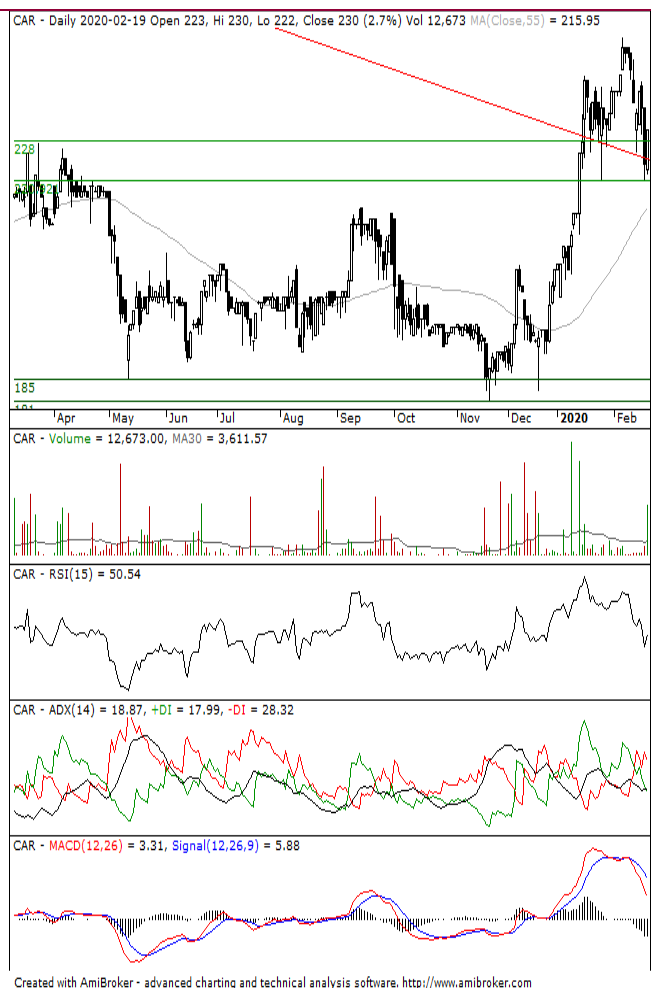 CAR - Daily 2020-02-19 Open 223, Hi 230, Lo 222, Close 230 (2.7%) Vol 12,673 MA(Close,55) = 215.95
228
185
Apr May Jun Jul Aug Sep Oct Nov Dec 2020 Feb
CAR - Volume = 12,673.00, MA30 = 3,611.57
CAR - RSI(15) = 50.54
CAR - ADX(14) = 18.87, +DI = 17.99, -DI = 28.32
CAR - MACD(12,26) = 3.31, Signal(12,26,9) = 5.88
Created with AmiBroker - advanced charting and technical analysis software. http://www.amibroker.com